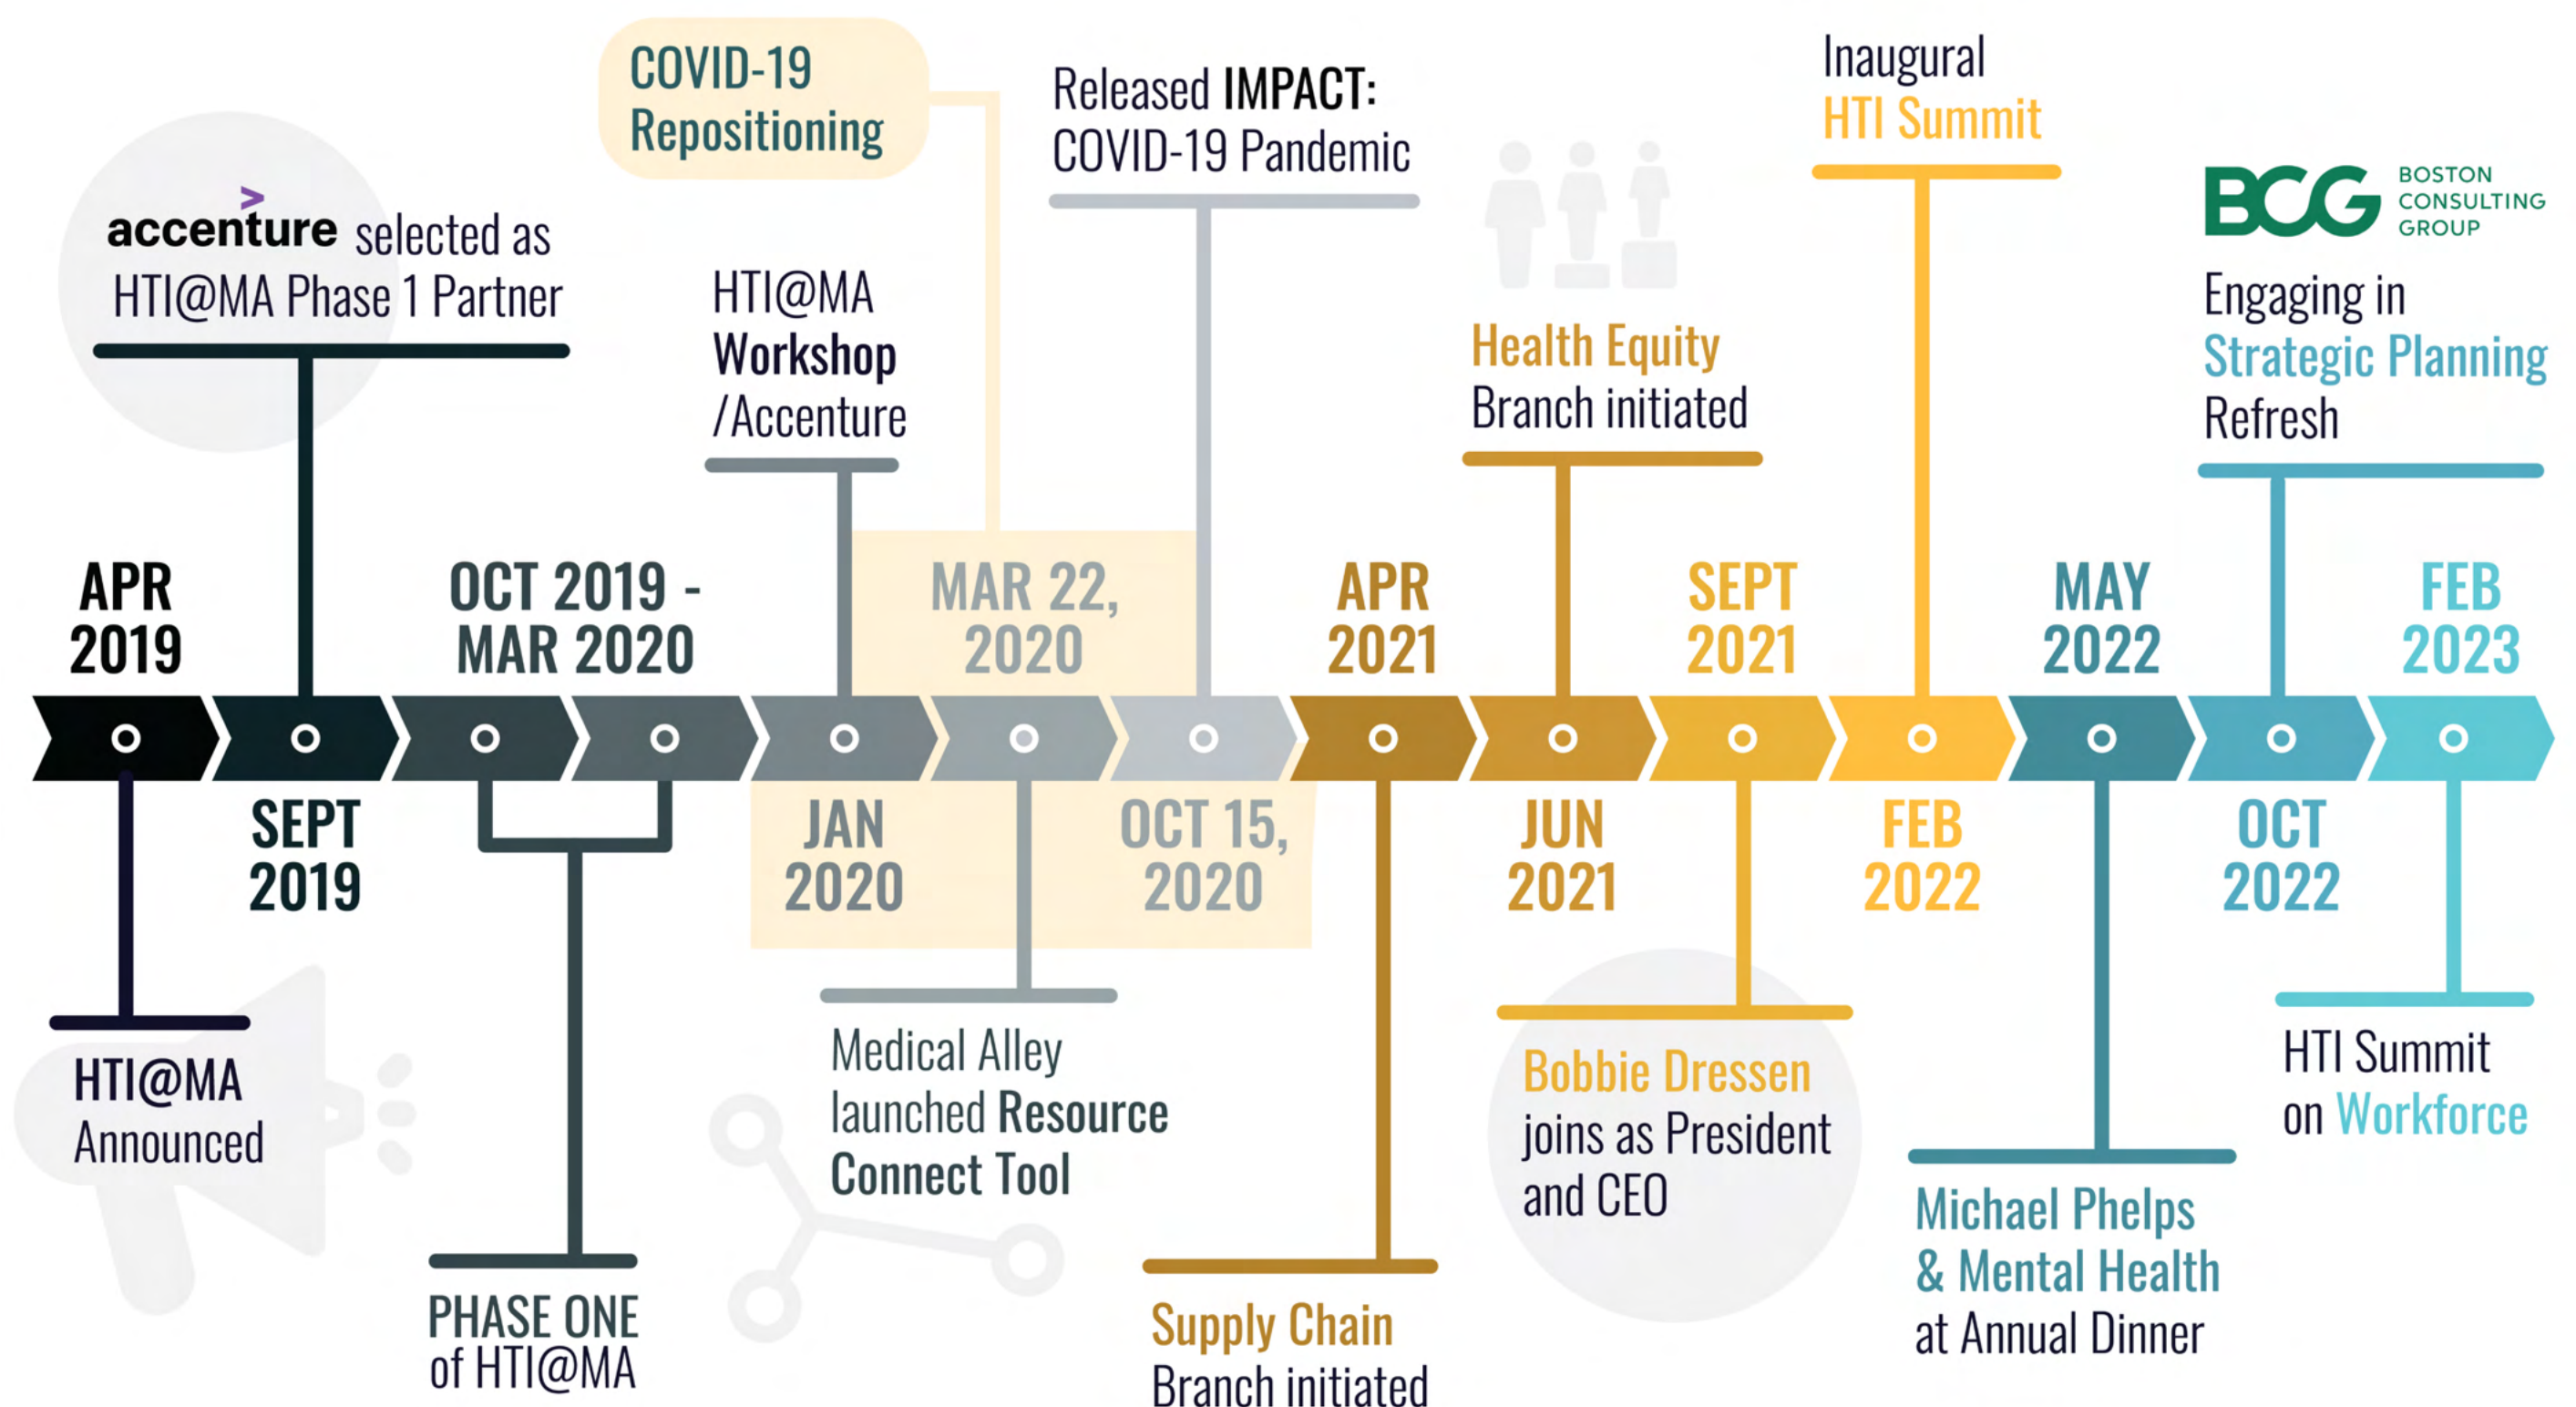 COVID-19
Repositioning
Released IMPACT:
COVID-19 Pandemic
Inaugural
HTI Summit
accenture selected as
HTI@MA Phase 1 Partner
HTI@MA
Workshop
/Accenture
Health Equity
Branch initiated
BCG
BOSTON
CONSULTING
GROUP
Engaging in
Strategic Planning
Refresh
APR
2019
OCT 2019 -
MAR 2020
MAR 22,
2020
APR
2021
SEPT
2021
MAY
2022
FEB
2023
SEPT
2019
JAN
2020
OCT 15,
2020
JUN
2021
FEB
2022
OCT
2022
HTI@MA
Announced
PHASE ONE
of HTI@MA
Medical Alley
launched Resource
Connect Tool
Supply Chain
Branch initiated
Bobbie Dressen
joins as President
and CEO
Michael Phelps
& Mental Health
at Annual Dinner
HTI Summit
on Workforce